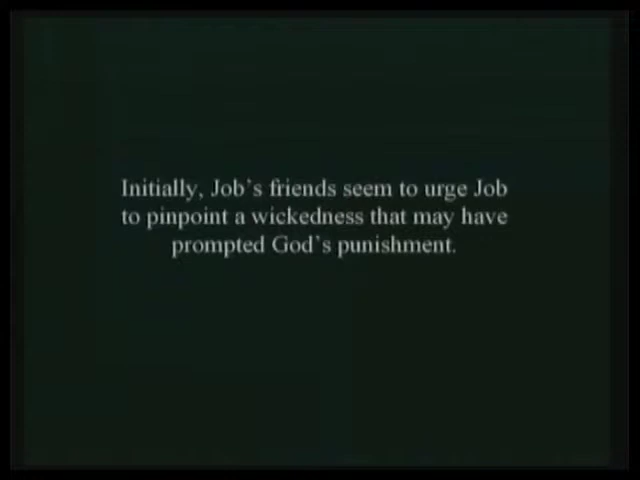 Initially, Job's friends seem to urge Job
to pinpoint a wickedness that may have
prompted God's punishment.